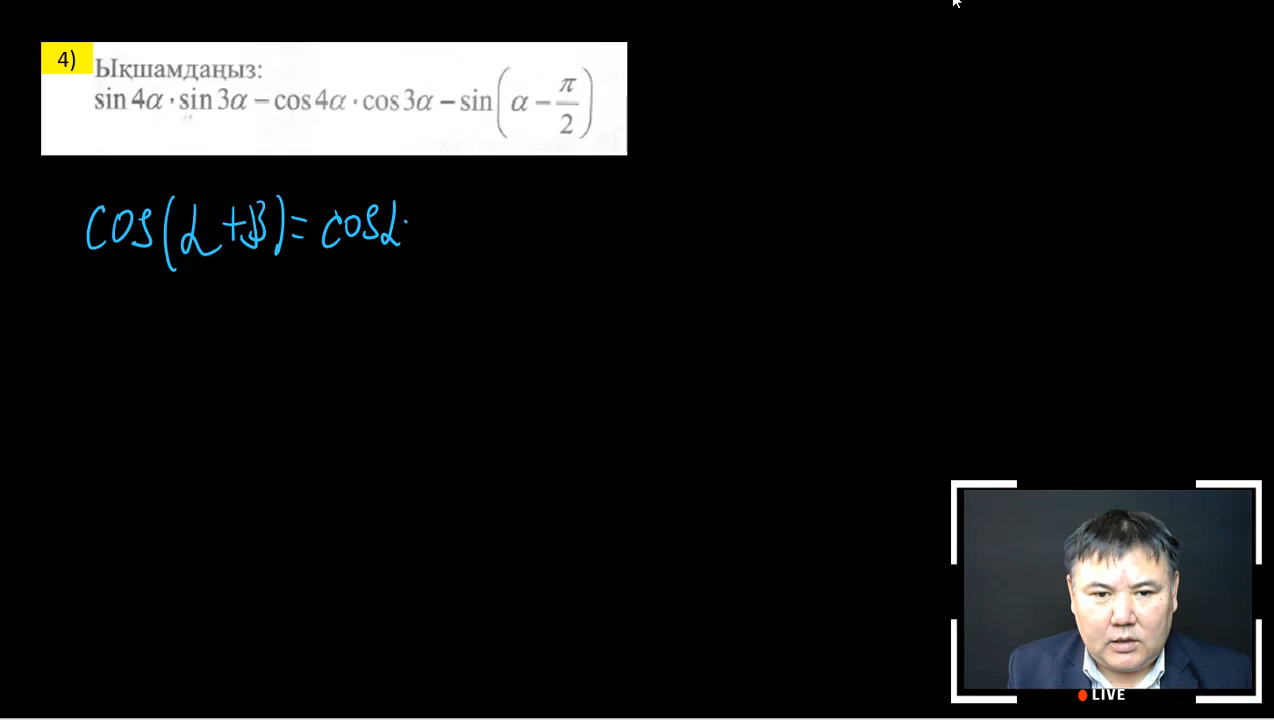 4)
Ықшамдаңыз:
sin 4α · sin 3α − cos 4α · cos 3α − sin(α − π/2)
cos(α+β)= cosα·
LIVE